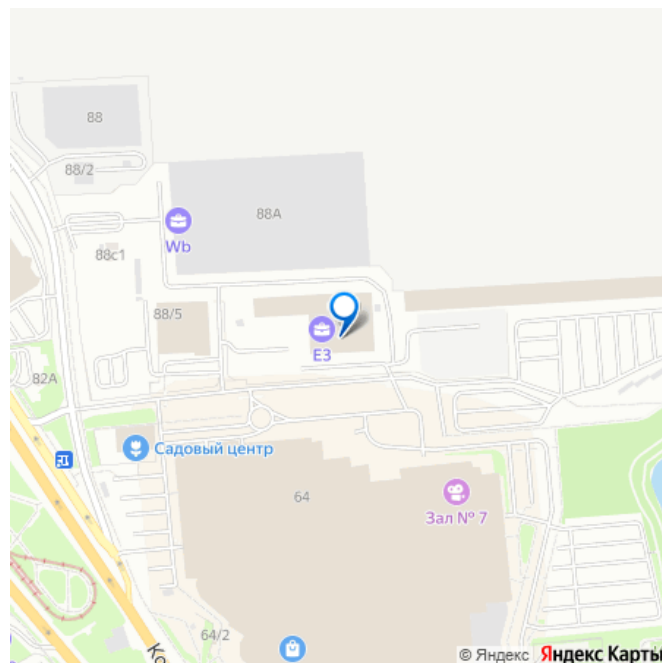 88
88/2
88А
Wb
88с1
88/5
Е3
82А
Садовый центр
64
Зал № 7
64/2
Ко
© Яндекс Яндекс Карты